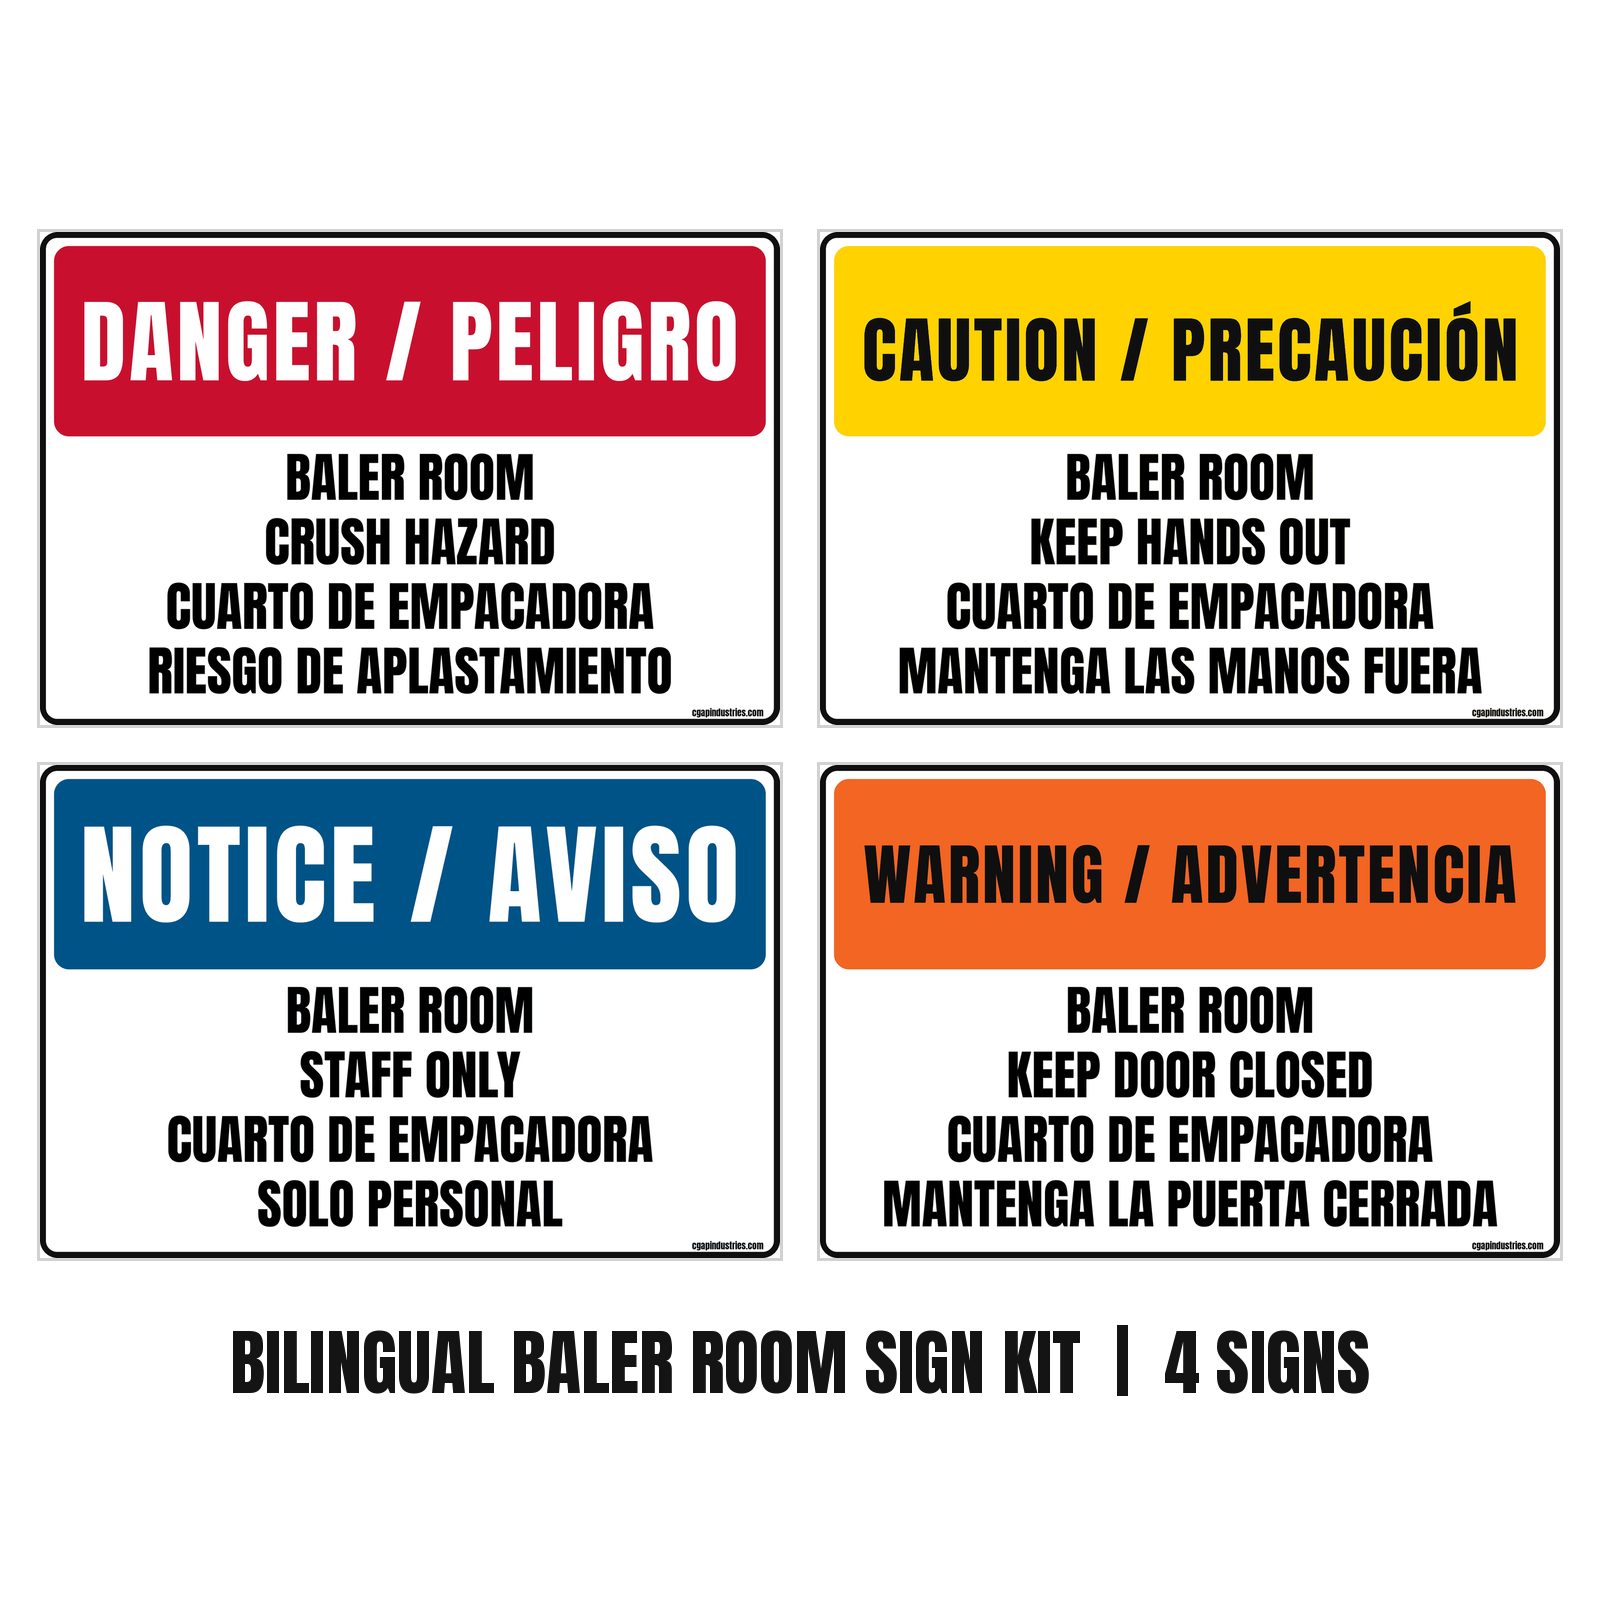 DANGER / PELIGRO
BALER ROOM
CRUSH HAZARD
CUARTO DE EMPACADORA
RIESGO DE APLASTAMIENTO
cgapindustries.com
CAUTION / PRECAUCIÓN
BALER ROOM
KEEP HANDS OUT
CUARTO DE EMPACADORA
MANTENGA LAS MANOS FUERA
cgapindustries.com
NOTICE / AVISO
BALER ROOM
STAFF ONLY
CUARTO DE EMPACADORA
SOLO PERSONAL
cgapindustries.com
WARNING / ADVERTENCIA
BALER ROOM
KEEP DOOR CLOSED
CUARTO DE EMPACADORA
MANTENGA LA PUERTA CERRADA
cgapindustries.com
BILINGUAL BALER ROOM SIGN KIT | 4 SIGNS